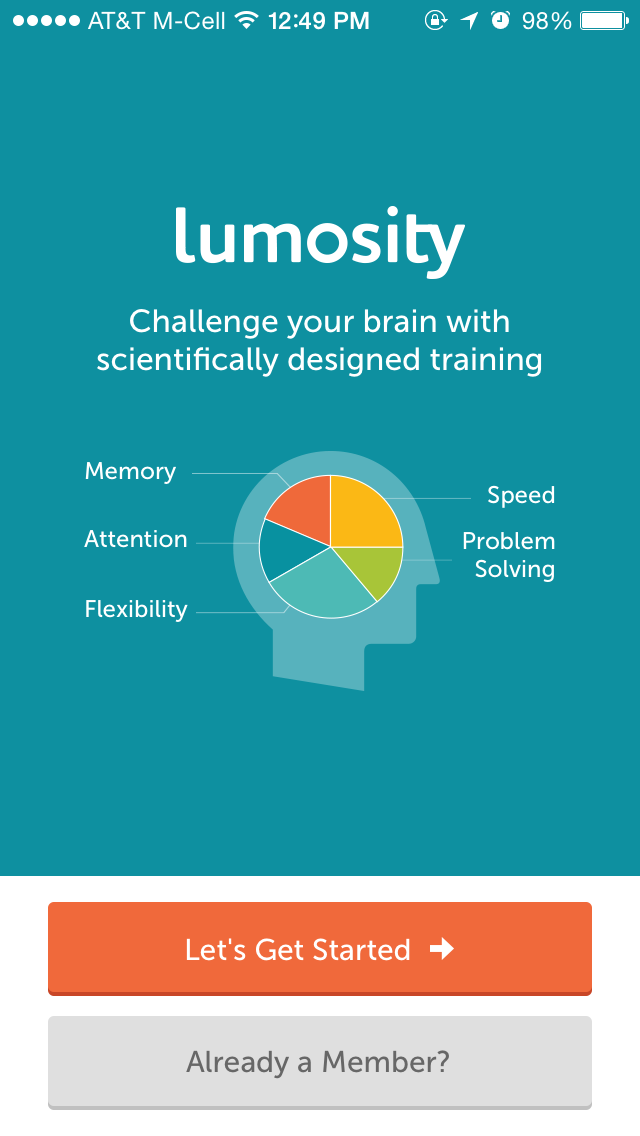 AT&T M-Cell 12:49 PM 98%
lumosity
Challenge your brain with
scientifically designed training
Memory
Speed
Attention
Problem
Solving
Flexibility
Let's Get Started
Already a Member?